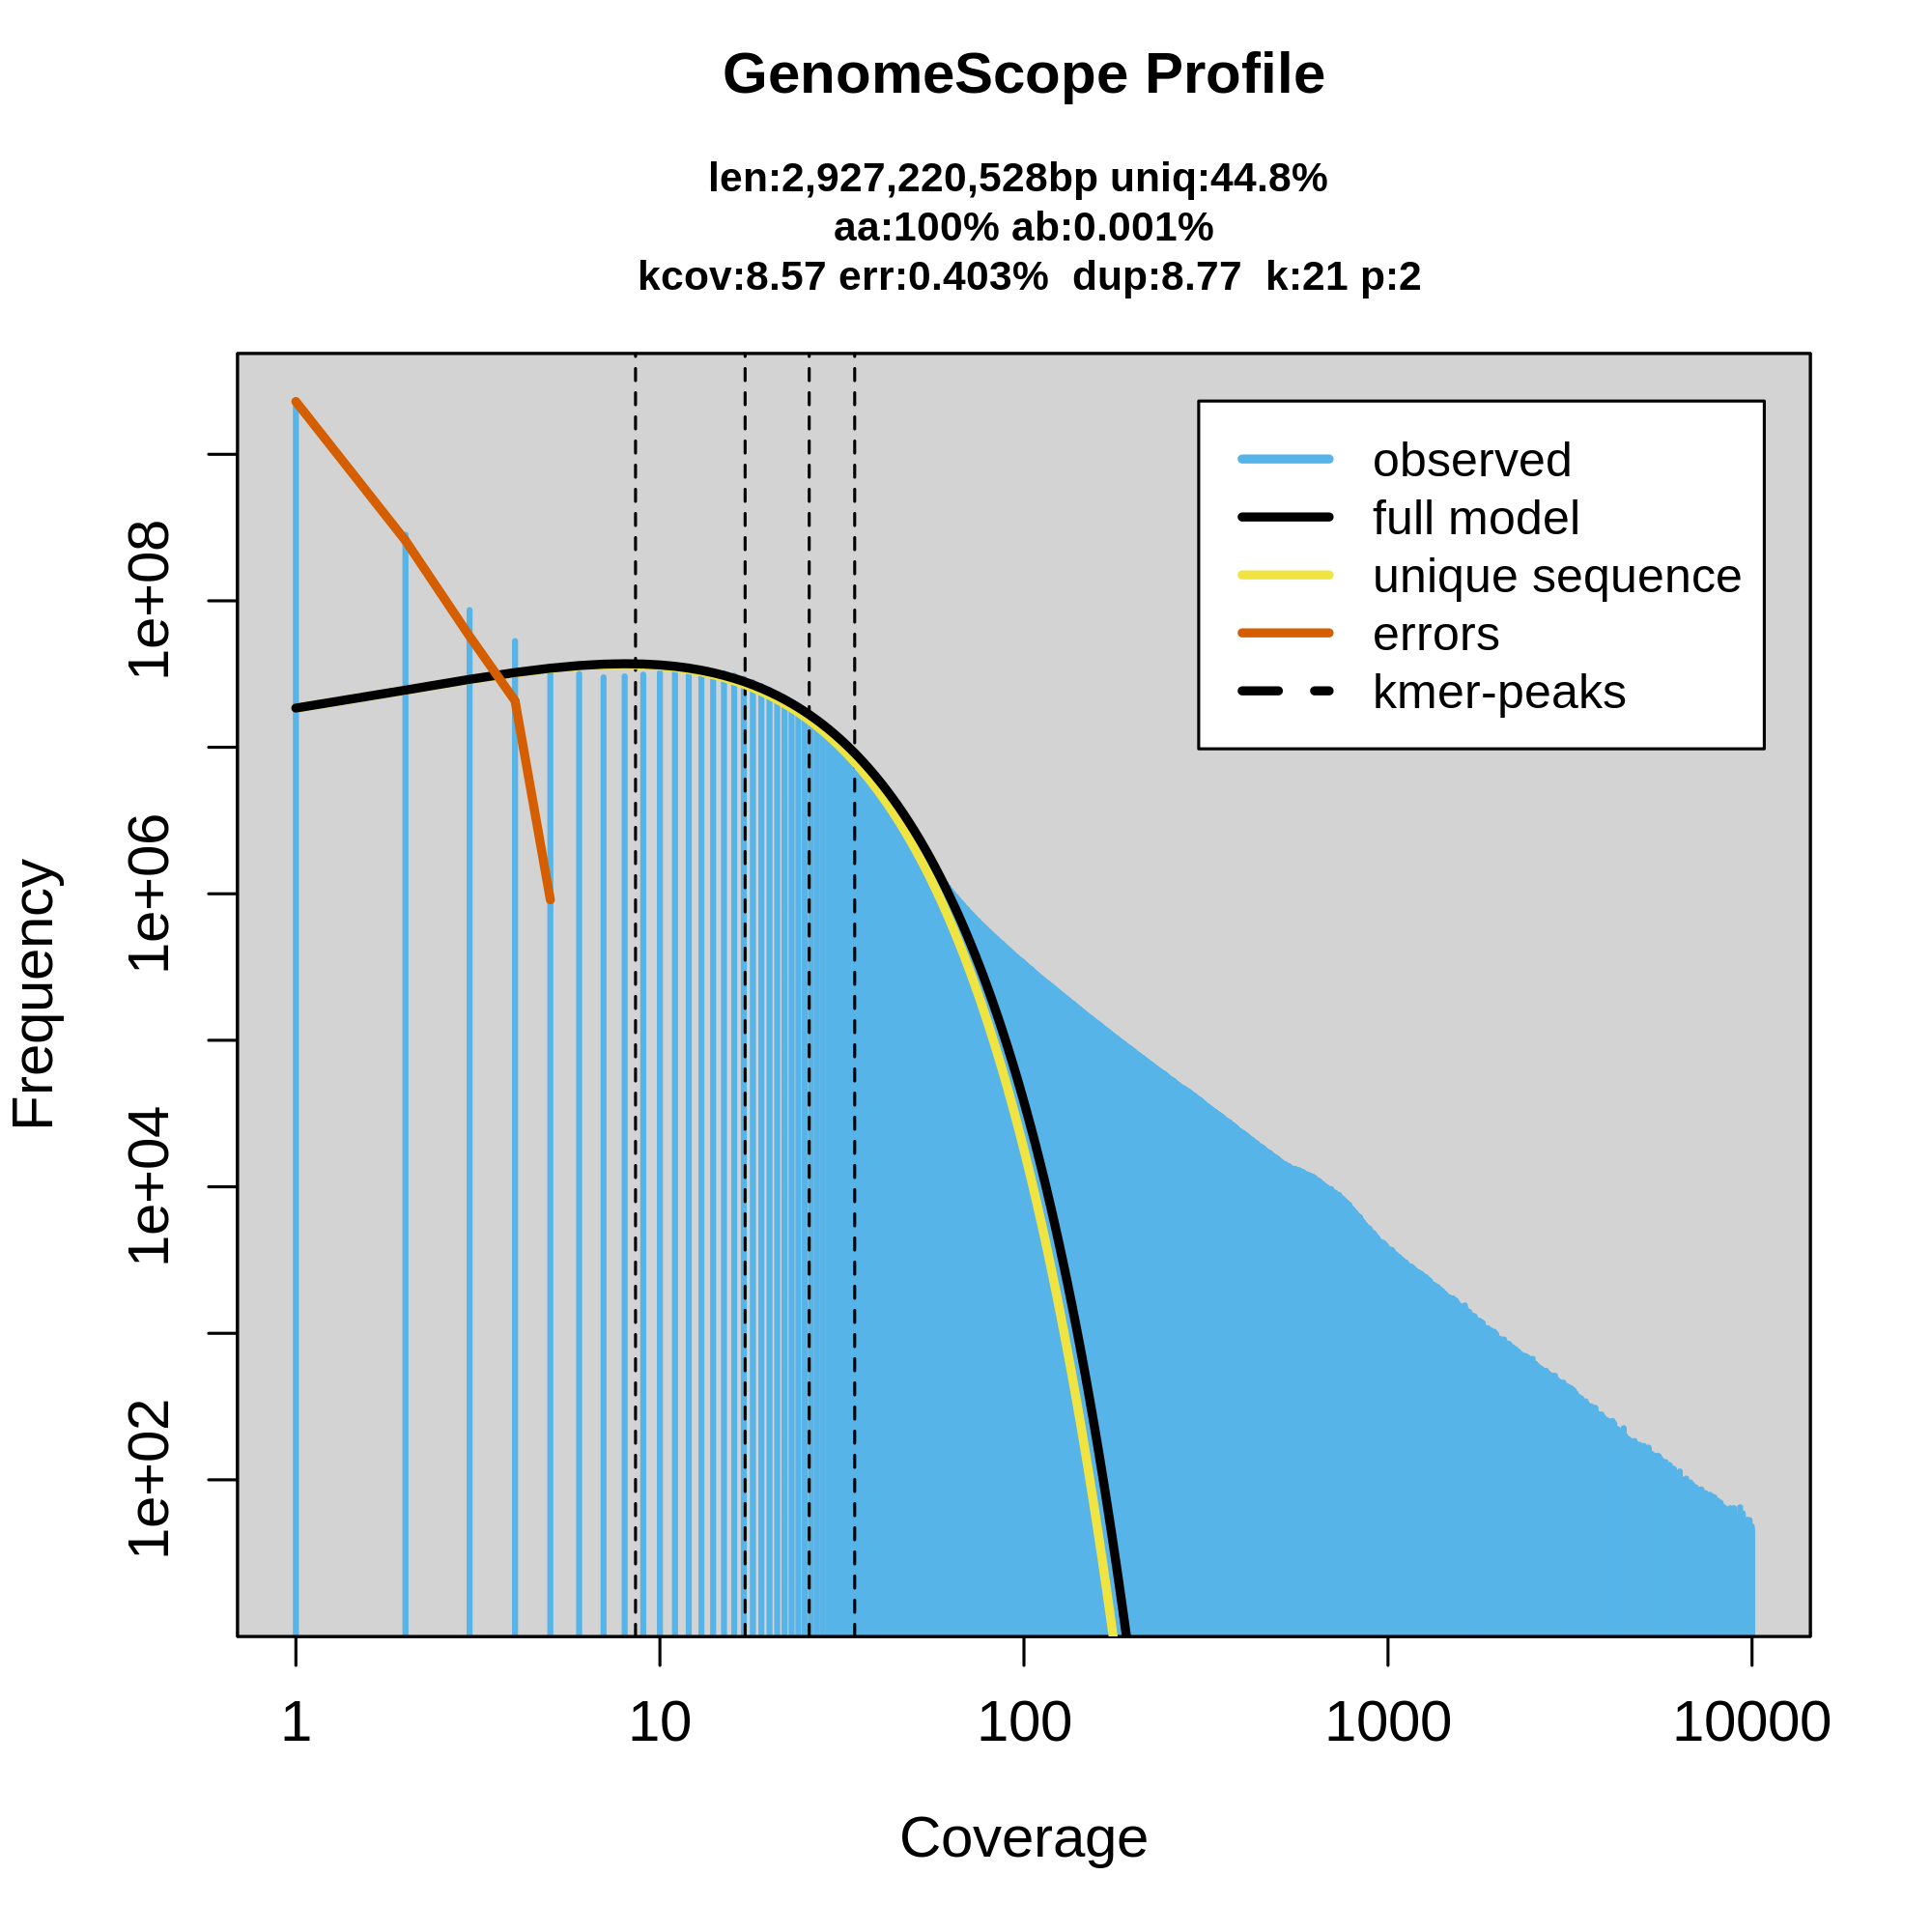 GenomeScope Profile
len:2,927,220,528bp uniq:44.8%
aa:100% ab:0.001%
kcov:8.57 err:0.403% dup:8.77 k:21 p:2
observed
full model
unique sequence
errors
kmer-peaks
Frequency
1e+08
1e+06
1e+04
1e+02
1 10 100 1000 10000
Coverage